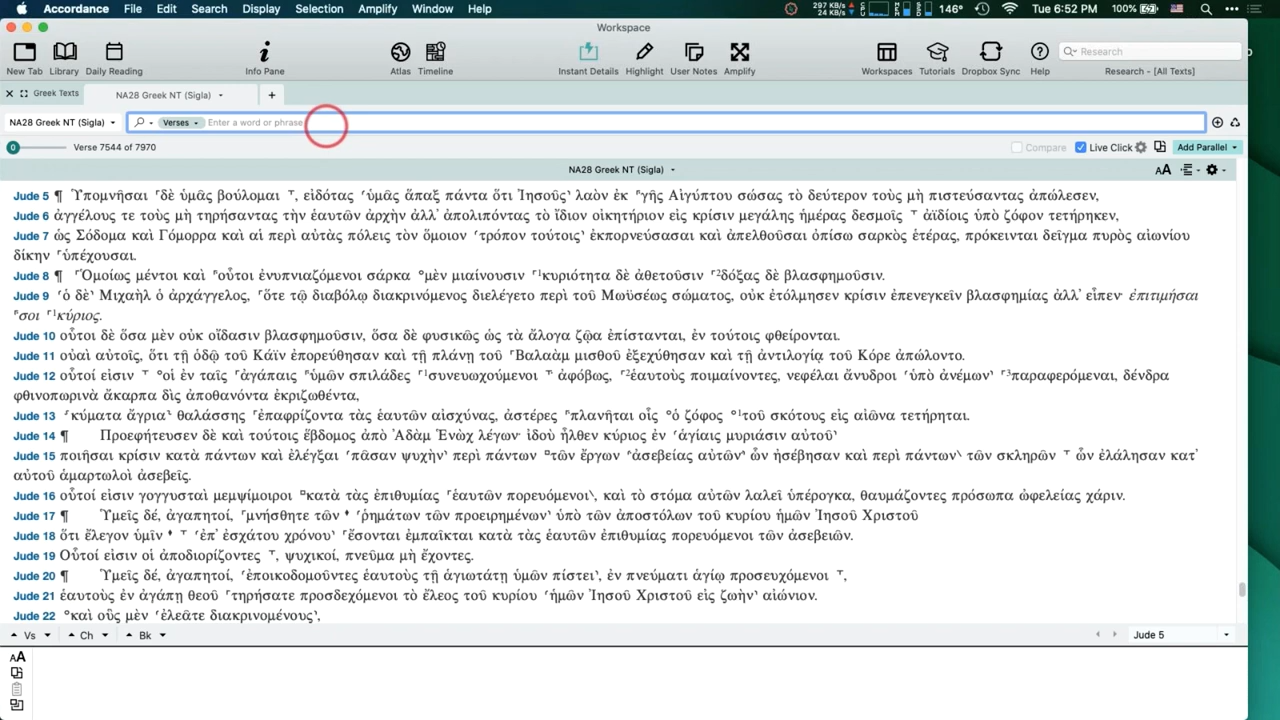 Accordance File Edit Search Display Selection Amplify Window Help 297 KB/s 24 KB/s 146° Tue 6:52 PM 100%
Workspace
New Tab Library Daily Reading Info Pane Atlas Timeline Instant Details Highlight User Notes Amplify Workspaces Tutorials Dropbox Sync Help Research
Research - [All Texts]
Greek Texts NA28 Greek NT (Sigla) +
NA28 Greek NT (Sigla) Verses Enter a word or phrase
0 Verse 7544 of 7970 Compare Live Click Add Parallel
NA28 Greek NT (Sigla) AA
Jude 5 ¶ Ὑπομνῆσαι ⸀δὲ ὑμᾶς βούλομαι ⸆, εἰδότας ⸂ὑμᾶς ἅπαξ πάντα ὅτι Ἰησοῦς⸃ λαὸν ἐκ ⸀γῆς Αἰγύπτου σώσας τὸ δεύτερον τοὺς μὴ πιστεύσαντας ἀπώλεσεν,
Jude 6 ἀγγέλους τε τοὺς μὴ τηρήσαντας τὴν ἑαυτῶν ἀρχὴν ἀλλʼ ἀπολιπόντας τὸ ἴδιον οἰκητήριον εἰς κρίσιν μεγάλης ἡμέρας δεσμοῖς ⸆ ἀϊδίοις ὑπὸ ζόφον τετήρηκεν,
Jude 7 ὡς Σόδομα καὶ Γόμορρα καὶ αἱ περὶ αὐτὰς πόλεις τὸν ὅμοιον ⸂τρόπον τούτοις⸃ ἐκπορνεύσασαι καὶ ἀπελθοῦσαι ὀπίσω σαρκὸς ἑτέρας, πρόκεινται δεῖγμα πυρὸς αἰωνίου
δίκην ⸀ὑπέχουσαι.
Jude 8 ¶ ⸀Ὁμοίως μέντοι καὶ ⸀οὗτοι ἐνυπνιαζόμενοι σάρκα ⸰μὲν μιαίνουσιν ⸀1κυριότητα δὲ ἀθετοῦσιν ⸀2δόξας δὲ βλασφημοῦσιν.
Jude 9 ⸂ὁ δὲ⸃ Μιχαὴλ ὁ ἀρχάγγελος, ⸀ὅτε τῷ διαβόλῳ διακρινόμενος διελέγετο περὶ τοῦ Μωϋσέως σώματος, οὐκ ἐτόλμησεν κρίσιν ἐπενεγκεῖν βλασφημίας ἀλλʼ εἶπεν· ἐπιτιμήσαι
⸀σοι ⸀1κύριος.
Jude 10 οὗτοι δὲ ὅσα μὲν οὐκ οἴδασιν βλασφημοῦσιν, ὅσα δὲ φυσικῶς ὡς τὰ ἄλογα ζῷα ἐπίστανται, ἐν τούτοις φθείρονται.
Jude 11 οὐαὶ αὐτοῖς, ὅτι τῇ ὁδῷ τοῦ Κάϊν ἐπορεύθησαν καὶ τῇ πλάνῃ τοῦ ⸀Βαλαὰμ μισθοῦ ἐξεχύθησαν καὶ τῇ ἀντιλογίᾳ τοῦ Κόρε ἀπώλοντο.
Jude 12 οὗτοί εἰσιν ⸆ ⸰οἱ ἐν ταῖς ⸀ἀγάπαις ⸀ὑμῶν σπιλάδες ⸀1συνευωχούμενοι ⸆ ἀφόβως, ⸀2ἑαυτοὺς ποιμαίνοντες, νεφέλαι ἄνυδροι ⸂ὑπὸ ἀνέμων⸃ ⸀3παραφερόμεναι, δένδρα
φθινοπωρινὰ ἄκαρπα δὶς ἀποθανόντα ἐκριζωθέντα,
Jude 13 ⸂κύματα ἄγρια⸃ θαλάσσης ⸀ἐπαφρίζοντα τὰς ἑαυτῶν αἰσχύνας, ἀστέρες ⸀πλανῆται οἷς ⸰ὁ ζόφος ⸰1τοῦ σκότους εἰς αἰῶνα τετήρηται.
Jude 14 ¶ Προεφήτευσεν δὲ καὶ τούτοις ἕβδομος ἀπὸ Ἀδὰμ Ἑνὼχ λέγων· ἰδοὺ ἦλθεν κύριος ἐν ⸂ἁγίαις μυριάσιν αὐτοῦ⸃
Jude 15 ποιῆσαι κρίσιν κατὰ πάντων καὶ ἐλέγξαι ⸂πᾶσαν ψυχὴν⸃ περὶ πάντων ⸋τῶν ἔργων ⸂ἀσεβείας αὐτῶν⸃ ὧν ἠσέβησαν καὶ περὶ πάντων⸌ τῶν σκληρῶν ⸆ ὧν ἐλάλησαν κατʼ
αὐτοῦ ἁμαρτωλοὶ ἀσεβεῖς.
Jude 16 οὗτοί εἰσιν γογγυσταὶ μεμψίμοιροι ⸋κατὰ τὰς ἐπιθυμίας ⸀ἑαυτῶν πορευόμενοι⸌, καὶ τὸ στόμα αὐτῶν λαλεῖ ὑπέρογκα, θαυμάζοντες πρόσωπα ὠφελείας χάριν.
Jude 17 ¶ Ὑμεῖς δέ, ἀγαπητοί, ⸀μνήσθητε τῶν ♦ ⸂ῥημάτων τῶν προειρημένων⸃ ὑπὸ τῶν ἀποστόλων τοῦ κυρίου ἡμῶν Ἰησοῦ Χριστοῦ
Jude 18 ὅτι ἔλεγον ὑμῖν ♦ ⸆ ⸂ἐπʼ ἐσχάτου χρόνου⸃ ⸀ἔσονται ἐμπαῖκται κατὰ τὰς ἑαυτῶν ἐπιθυμίας πορευόμενοι τῶν ἀσεβειῶν.
Jude 19 Οὗτοί εἰσιν οἱ ἀποδιορίζοντες ⸆, ψυχικοί, πνεῦμα μὴ ἔχοντες.
Jude 20 ¶ Ὑμεῖς δέ, ἀγαπητοί, ⸂ἐποικοδομοῦντες ἑαυτοὺς τῇ ἁγιωτάτῃ ὑμῶν πίστει⸃, ἐν πνεύματι ἁγίῳ προσευχόμενοι ⸆,
Jude 21 ἑαυτοὺς ἐν ἀγάπῃ θεοῦ ⸀τηρήσατε προσδεχόμενοι τὸ ἔλεος τοῦ κυρίου ⸂ἡμῶν Ἰησοῦ Χριστοῦ εἰς ζωὴν⸃ αἰώνιον.
Jude 22 ⸰καὶ οὓς μὲν ⸂ἐλεᾶτε διακρινομένους⸃,
Vs Ch Bk Jude 5
AA